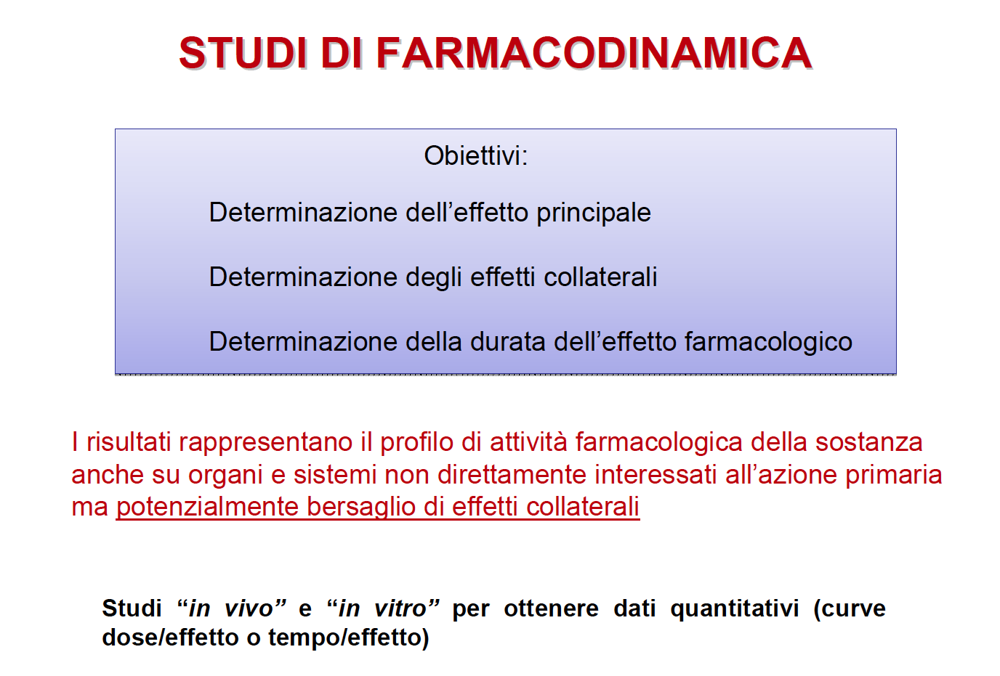 STUDI DI FARMACODINAMICA
Obiettivi:
Determinazione dell’effetto principale
Determinazione degli effetti collaterali
Determinazione della durata dell’effetto farmacologico
I risultati rappresentano il profilo di attività farmacologica della sostanza
anche su organi e sistemi non direttamente interessati all’azione primaria
ma potenzialmente bersaglio di effetti collaterali
Studi “in vivo” e “in vitro” per ottenere dati quantitativi (curve
dose/effetto o tempo/effetto)